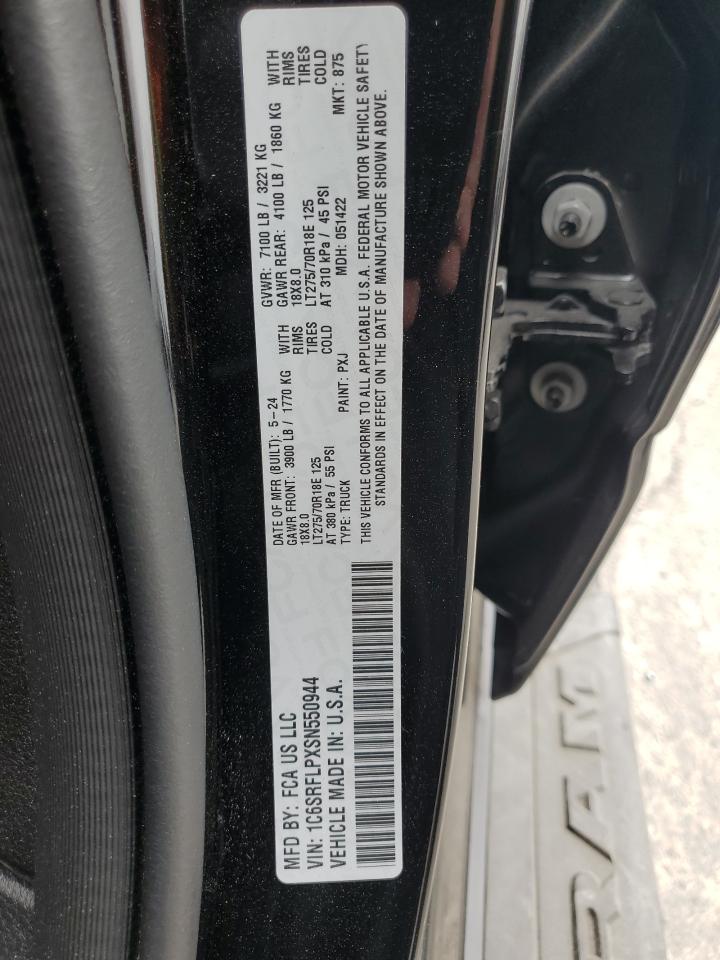 MFD BY: FCA US LLC
VIN: 1C6SRFLPXSN550944
VEHICLE MADE IN: U.S.A.
DATE OF MFR (BUILT): 5-24
GAWR FRONT: 3900 LB / 1770 KG WITH
18X8.0 RIMS
LT275/70R18E 125 TIRES
AT 380 kPa / 55 PSI COLD
TYPE: TRUCK PAINT: PXJ
GVWR: 7100 LB / 3221 KG
GAWR REAR: 4100 LB / 1860 KG WITH
18X8.0 RIMS
LT275/70R18E 125 TIRES
AT 310 kPa / 45 PSI COLD
MDH: 051422 MKT: 875
THIS VEHICLE CONFORMS TO ALL APPLICABLE U.S.A. FEDERAL MOTOR VEHICLE SAFETY
STANDARDS IN EFFECT ON THE DATE OF MANUFACTURE SHOWN ABOVE.
RAM